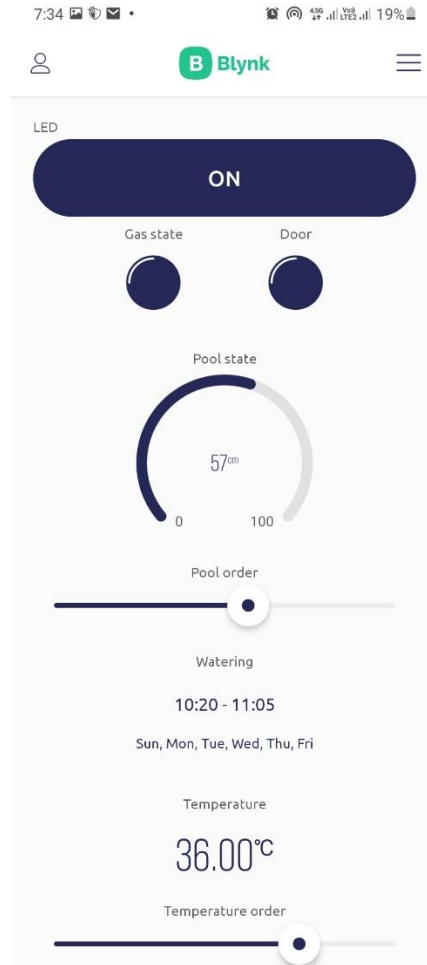 7:34 19%
Blynk
LED
ON
Gas state Door
Pool state
57cm
0 100
Pool order
Watering
10:20 - 11:05
Sun, Mon, Tue, Wed, Thu, Fri
Temperature
36.00°C
Temperature order